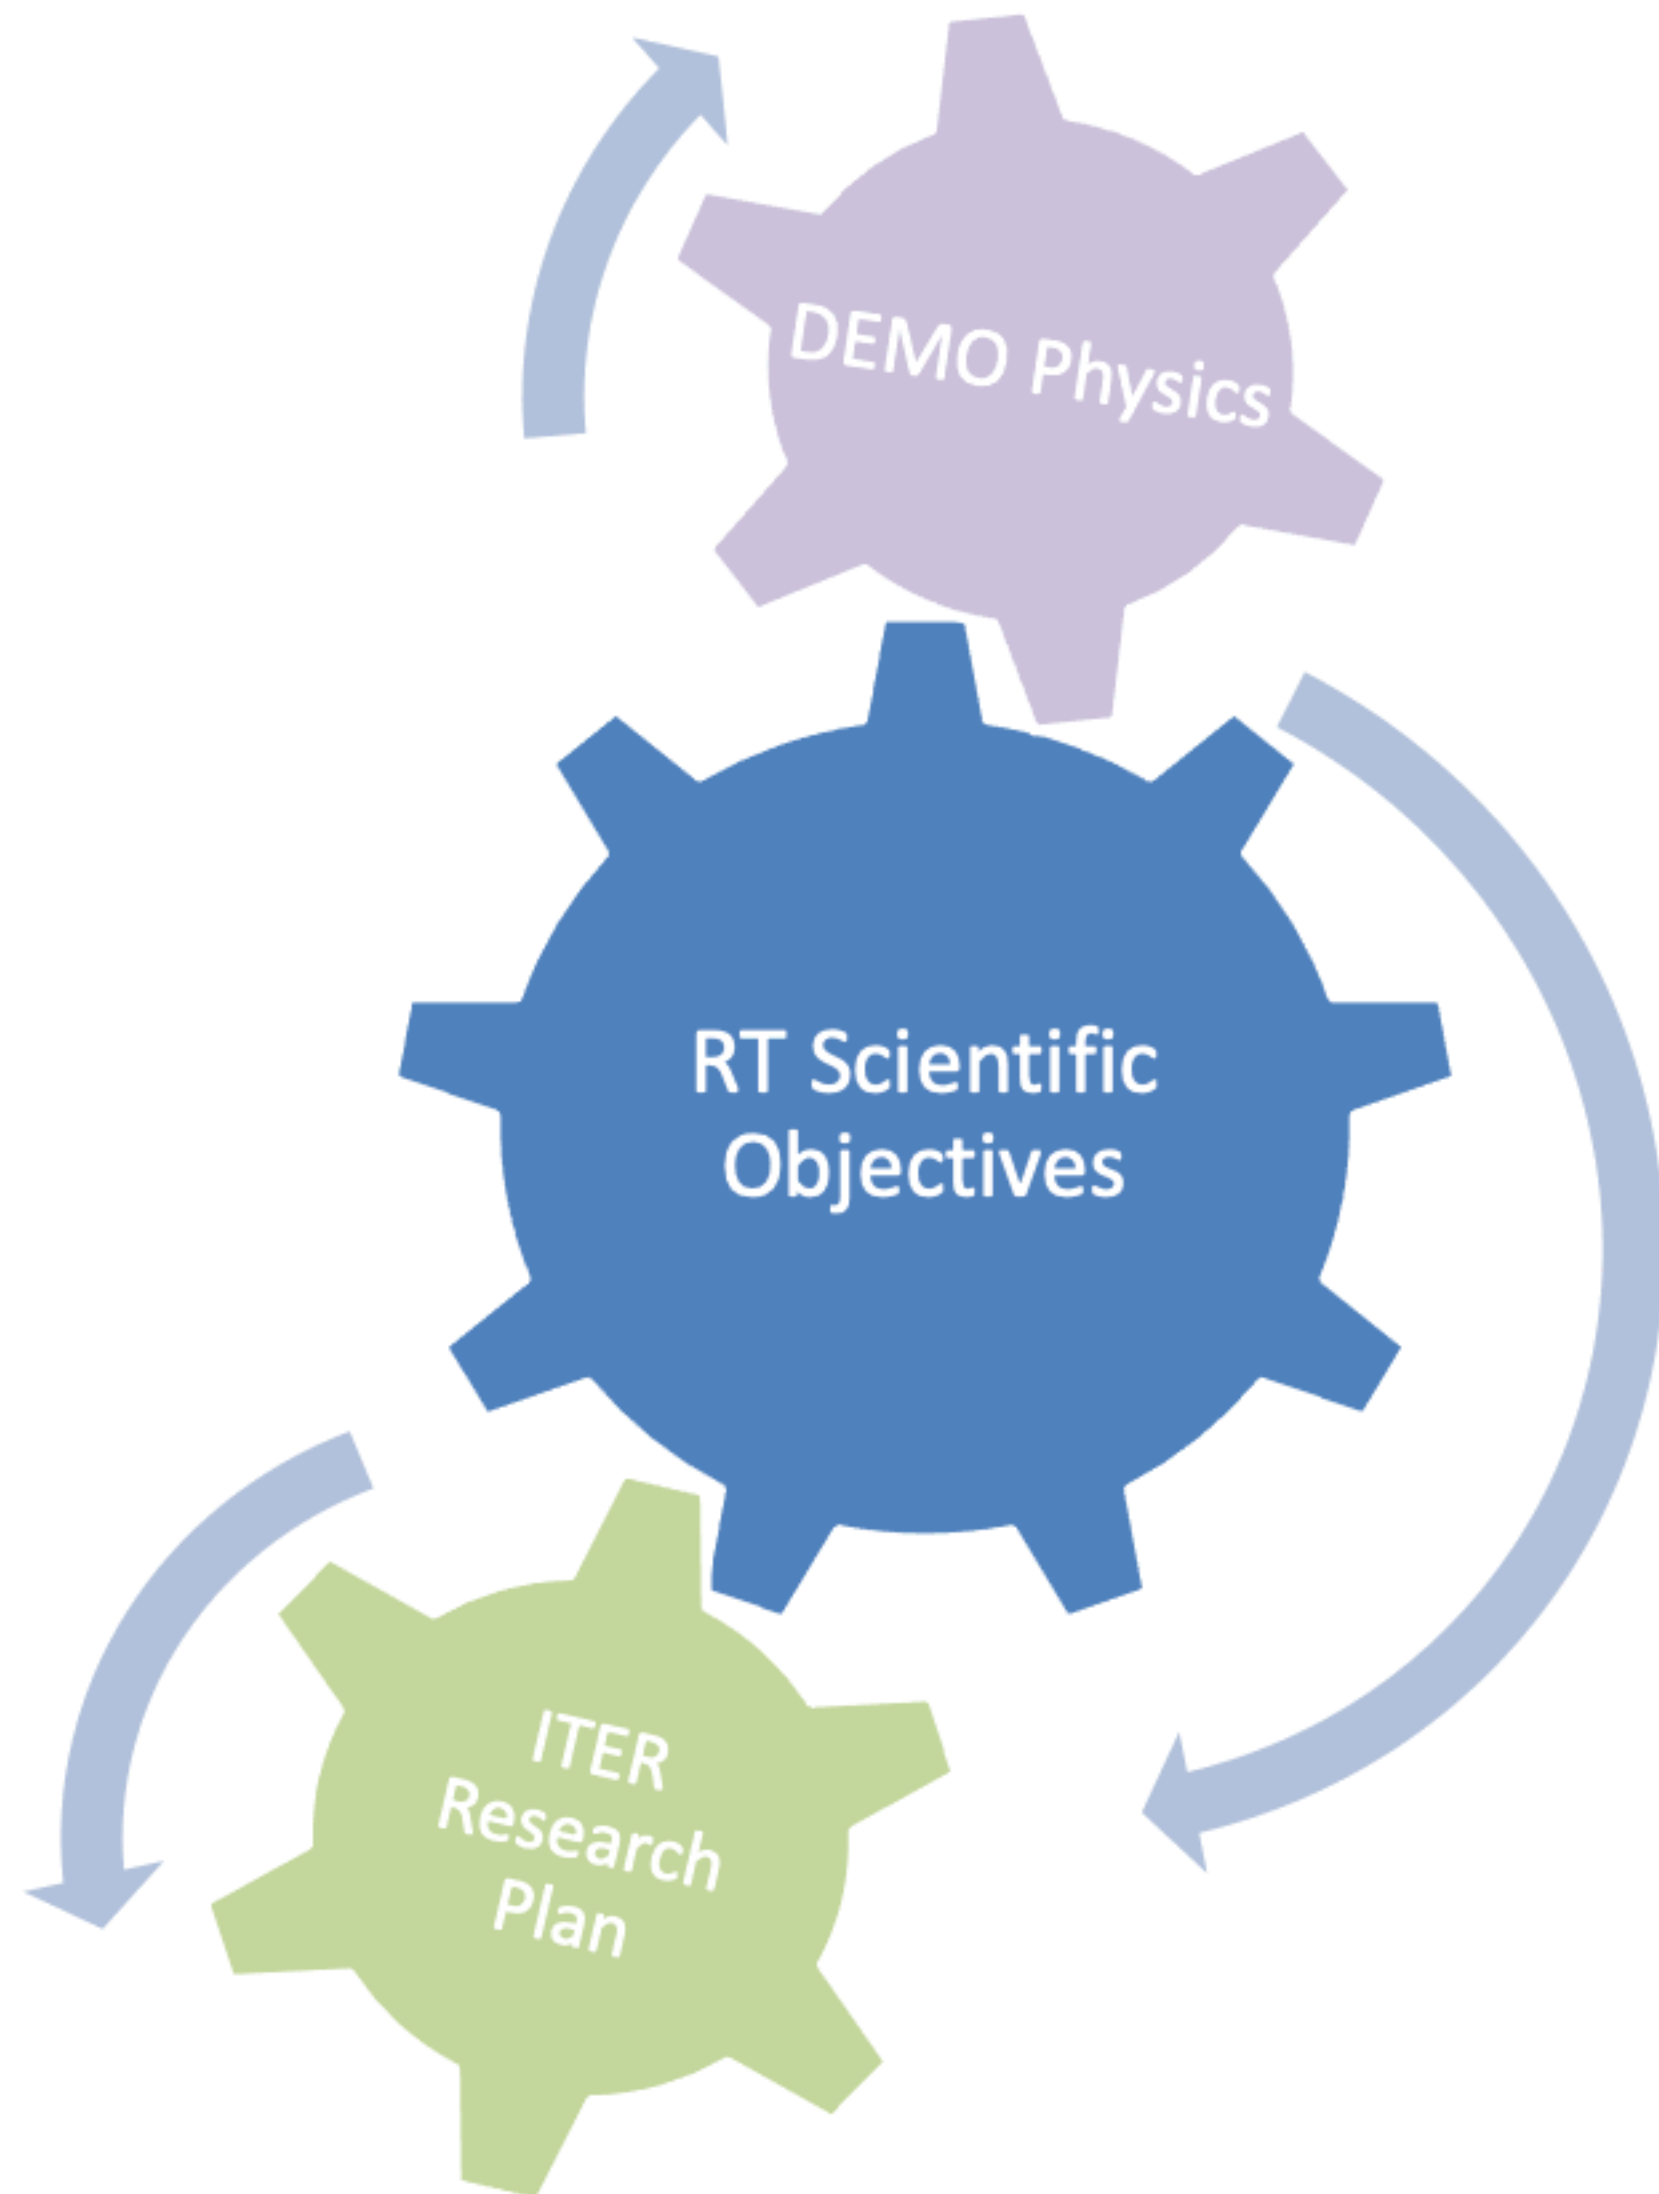 DEMO Physics
RT Scientific
Objectives
ITER
Research
Plan